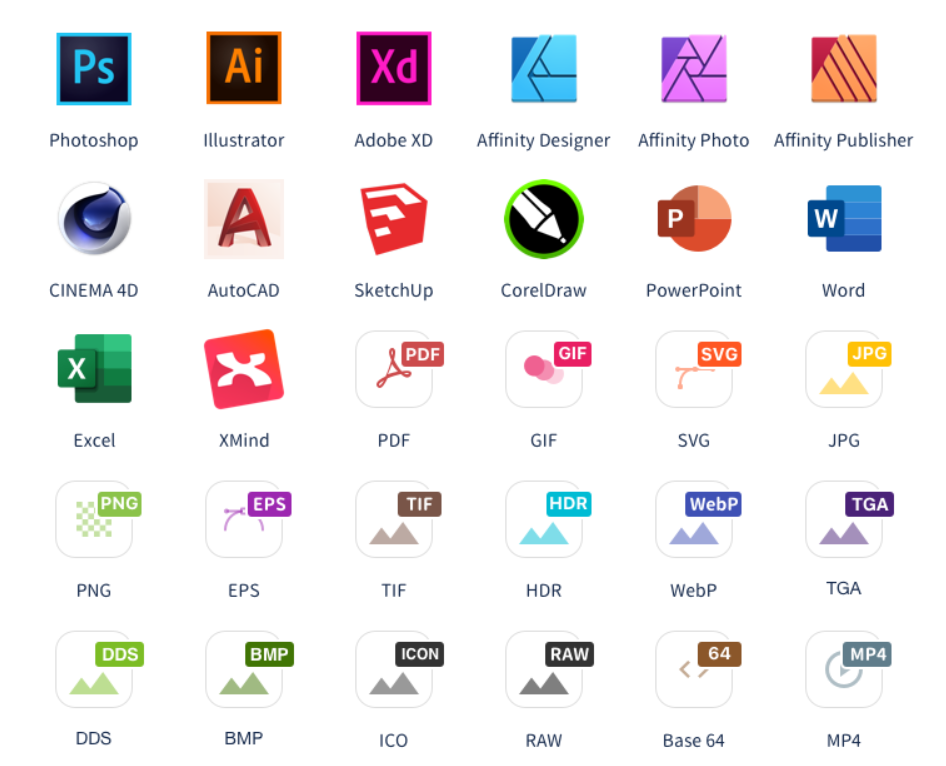 Ps Ai Xd
Photoshop Illustrator Adobe XD Affinity Designer Affinity Photo Affinity Publisher
A P W
CINEMA 4D AutoCAD SketchUp CorelDraw PowerPoint Word
X PDF GIF SVG JPG
Excel XMind PDF GIF SVG JPG
PNG EPS TIF HDR WebP TGA
PNG EPS TIF HDR WebP TGA
DDS BMP ICON RAW 64 MP4
DDS BMP ICO RAW Base 64 MP4